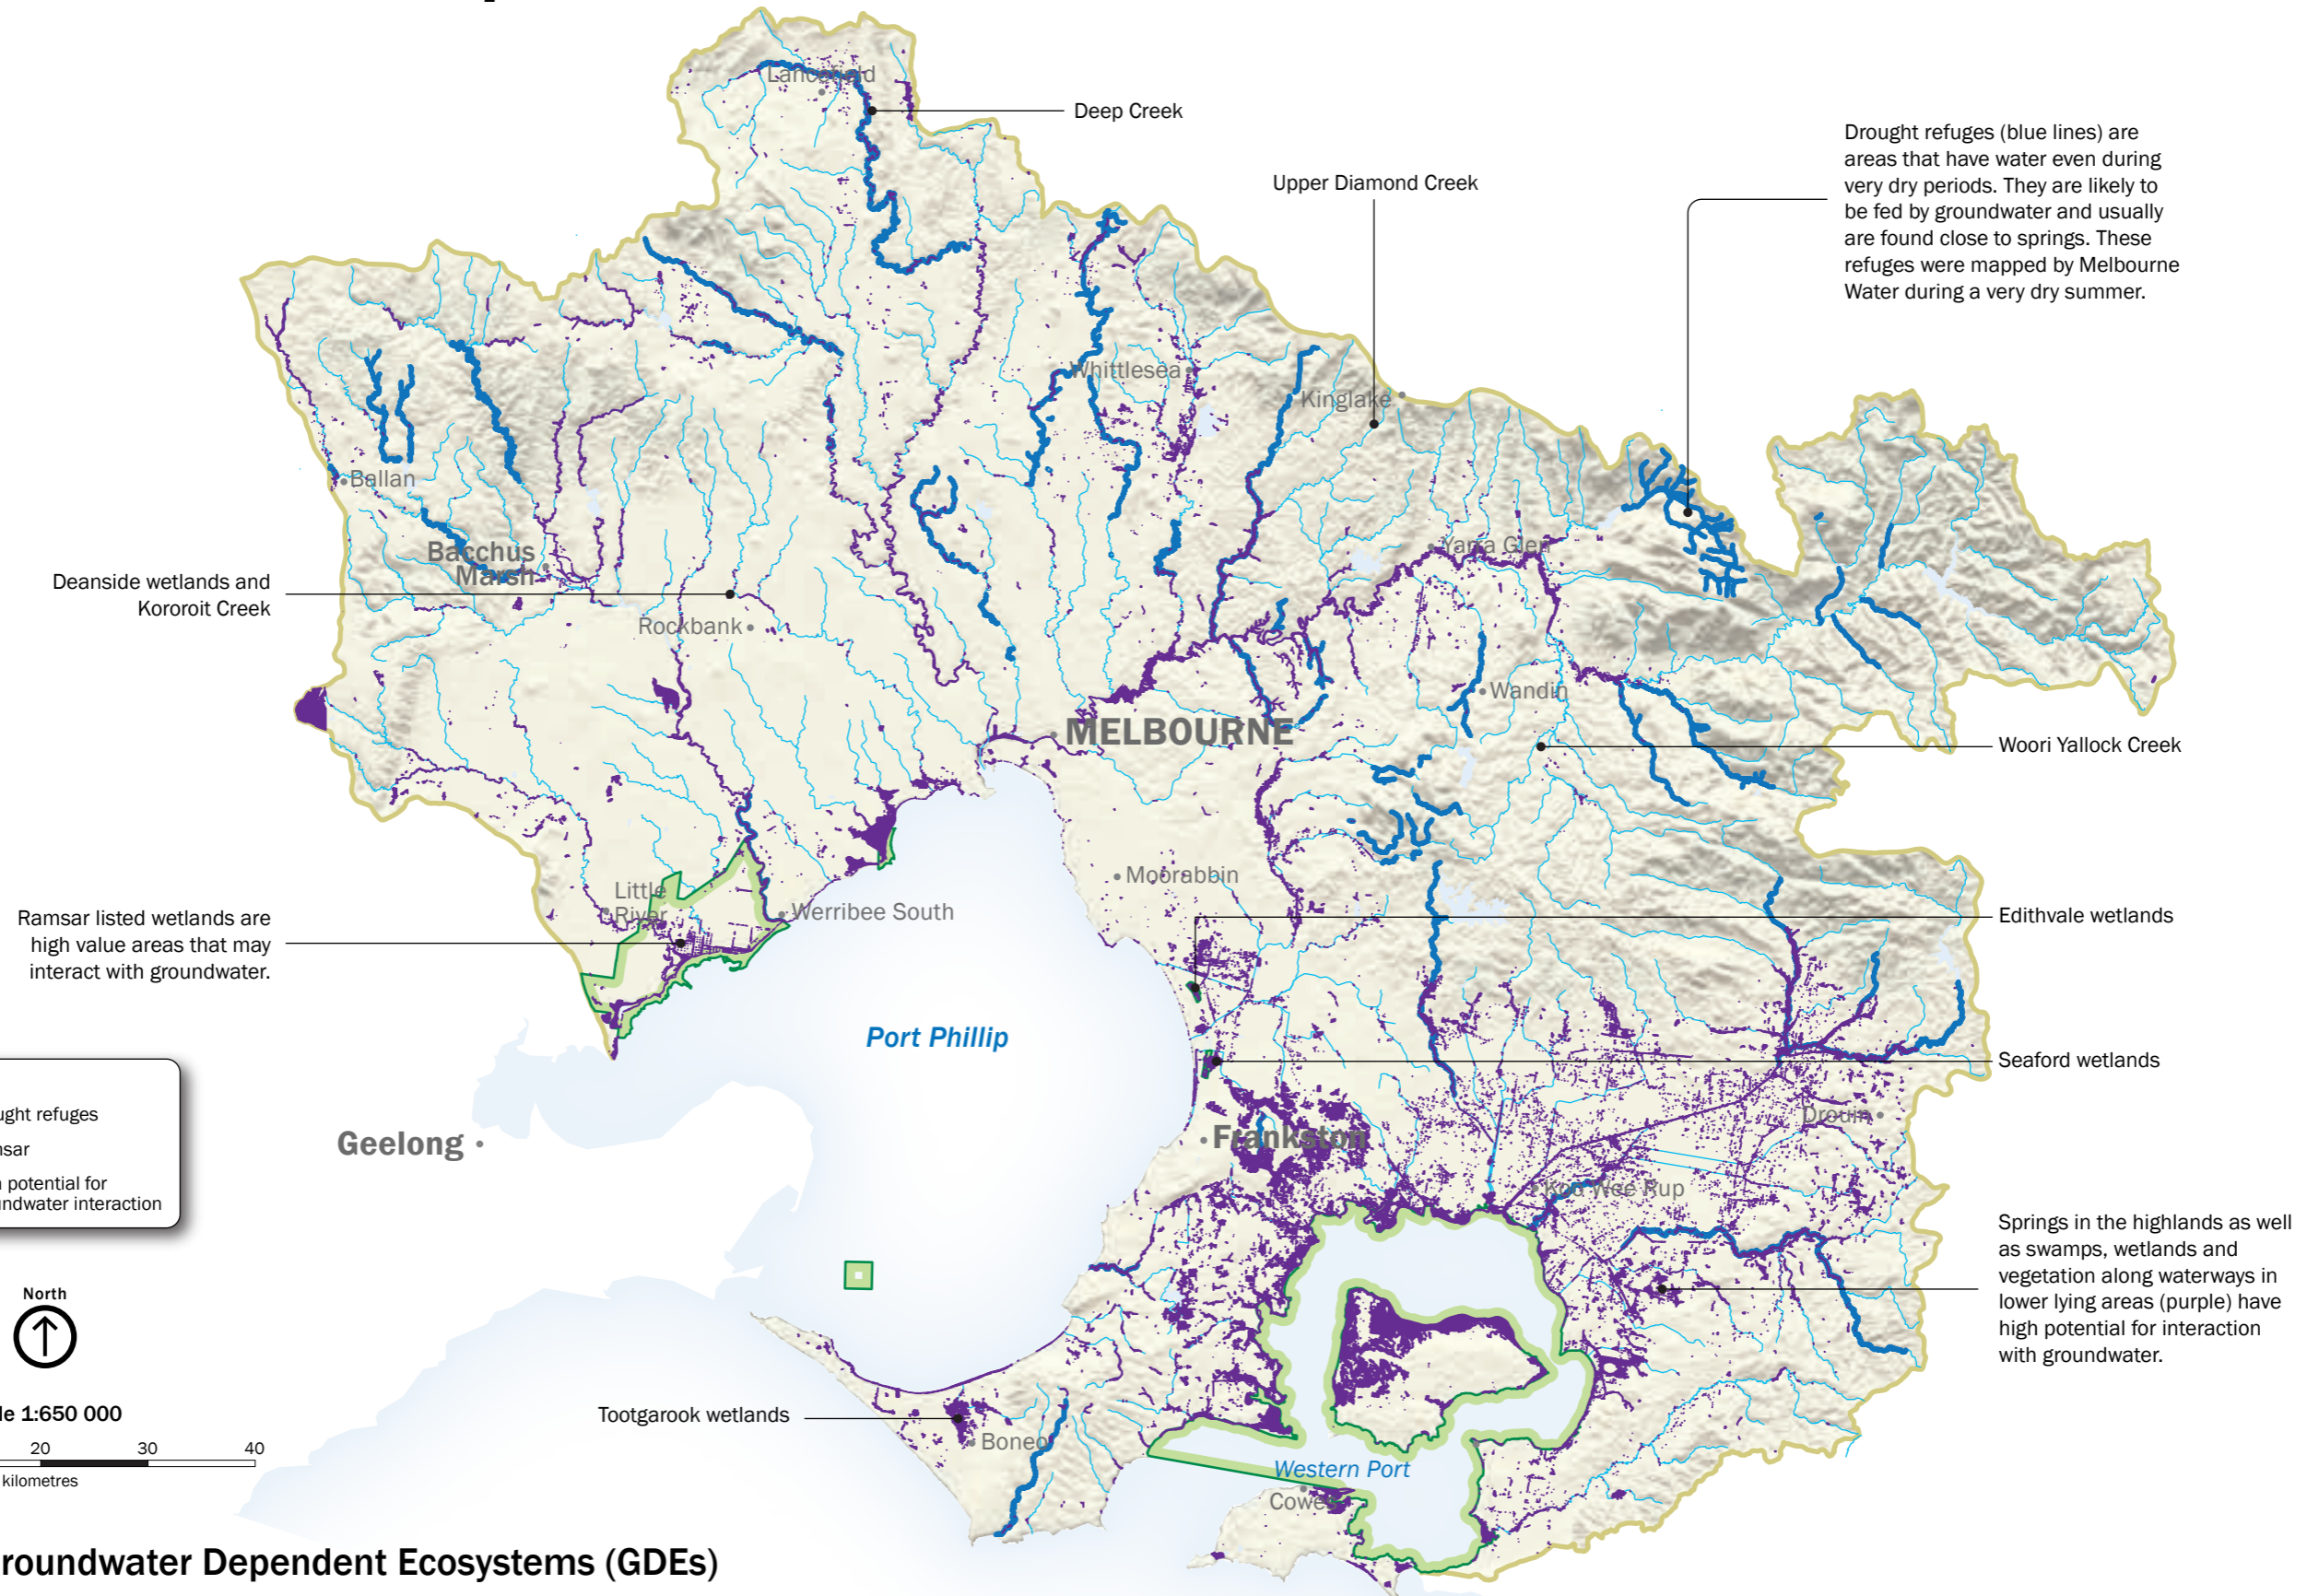 Lancefield
Deep Creek
Upper Diamond Creek
Drought refuges (blue lines) are
areas that have water even during
very dry periods. They are likely to
be fed by groundwater and usually
are found close to springs. These
refuges were mapped by Melbourne
Water during a very dry summer.
Whittlesea
Kinglake
Ballan
Yarra Glen
Bacchus
Marsh
Deanside wetlands and
Kororoit Creek
Rockbank
Wandin
MELBOURNE
Woori Yallock Creek
Moorabbin
Little
River
Werribee South
Ramsar listed wetlands are
high value areas that may
interact with groundwater.
Edithvale wetlands
Port Phillip
Seaford wetlands
ught refuges
nsar
potential for
undwater interaction
Geelong
Frankston
Drouin
Koo Wee Rup
Springs in the highlands as well
as swamps, wetlands and
vegetation along waterways in
lower lying areas (purple) have
high potential for interaction
with groundwater.
North
le 1:650 000
20 30 40
kilometres
Tootgarook wetlands
Boneo
Western Port
Cowes
roundwater Dependent Ecosystems (GDEs)